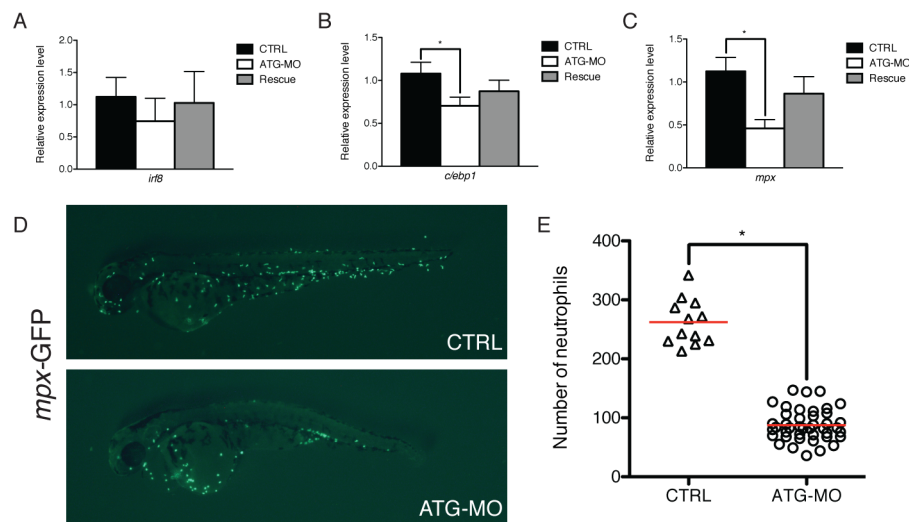 A
Relative expression level
2.0
1.5
1.0
0.5
0.0
irf8
CTRL
ATG-MO
Rescue
B
Relative expression level
1.5
1.0
0.5
0.0
*
c/ebp1
CTRL
ATG-MO
Rescue
C
Relative expression level
1.5
1.0
0.5
0.0
*
mpx
CTRL
ATG-MO
Rescue
D
mpx-GFP
CTRL
ATG-MO
E
Number of neutrophils
400
300
200
100
0
*
CTRL
ATG-MO